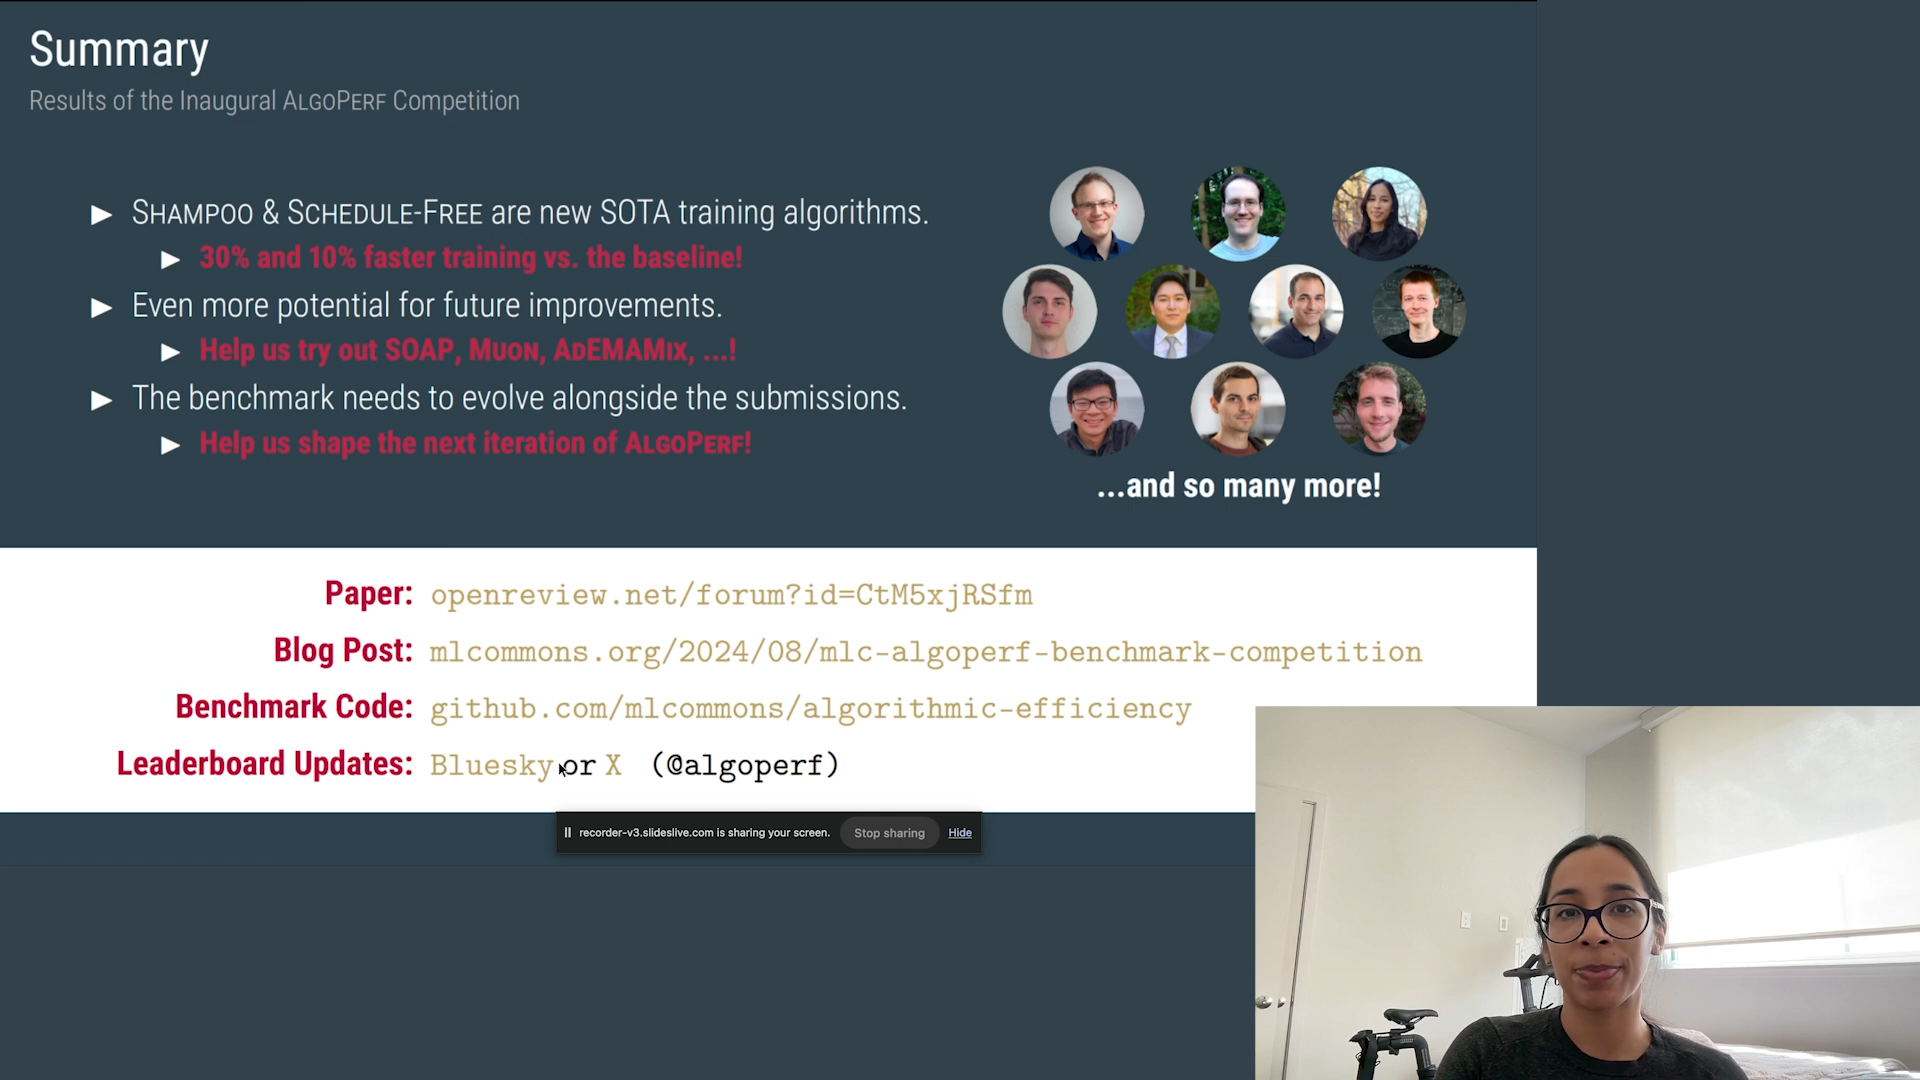 Summary
Results of the Inaugural ALGOPERF Competition
▶ SHAMPOO & SCHEDULE-FREE are new SOTA training algorithms.
▶ 30% and 10% faster training vs. the baseline!
▶ Even more potential for future improvements.
▶ Help us try out SOAP, MUON, ADEMAMIX, ...!
▶ The benchmark needs to evolve alongside the submissions.
▶ Help us shape the next iteration of ALGOPERF!
...and so many more!
Paper: openreview.net/forum?id=CtM5xjRSfm
Blog Post: mlcommons.org/2024/08/mlc-algoperf-benchmark-competition
Benchmark Code: github.com/mlcommons/algorithmic-efficiency
Leaderboard Updates: Bluesky or X (@algoperf)
recorder-v3.slideslive.com is sharing your screen. Stop sharing Hide